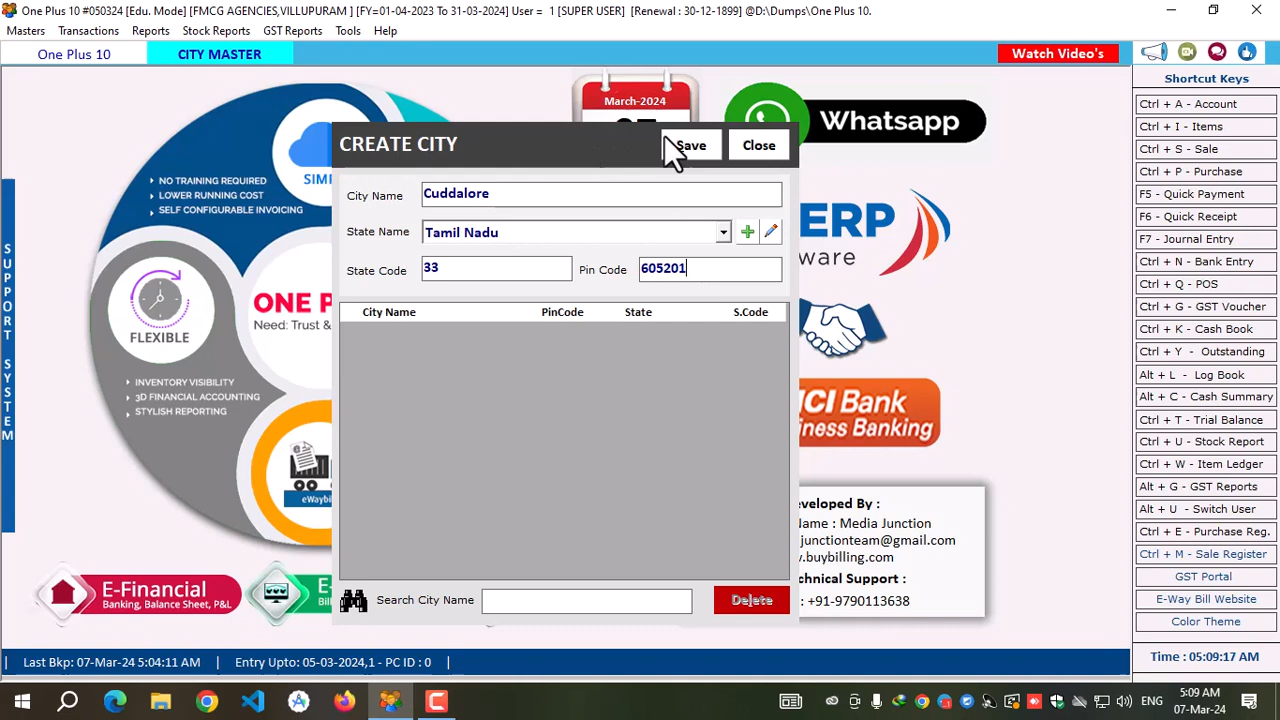 One Plus 10 #050324 [Edu. Mode] [FMCG AGENCIES,VILLUPURAM ] [FY=01-04-2023 To 31-03-2024] User = 1 [SUPER USER] [Renewal : 30-12-1899] @D:\Dumps\One Plus 10.
Masters Transactions Reports Stock Reports GST Reports Tools Help
One Plus 10 CITY MASTER Watch Video's
Shortcut Keys
March-2024
Whatsapp
CREATE CITY Save Close
NO TRAINING REQUIRED
LOWER RUNNING COST
SELF CONFIGURABLE INVOICING
City Name Cuddalore
State Name Tamil Nadu
State Code 33 Pin Code 605201
City Name PinCode State S.Code
FLEXIBLE
ONE P
Need: Trust &
INVENTORY VISIBILITY
3D FINANCIAL ACCOUNTING
STYLISH REPORTING
eWaybi
SUPPORT SYSTEM
ERP
ware
ICI Bank
iness Banking
eveloped By :
Name : Media Junction
junctionteam@gmail.com
w.buybilling.com
chnical Support :
: +91-9790113638
E-Financial
Banking, Balance Sheet, P&L
Search City Name Delete
Ctrl + A - Account
Ctrl + I - Items
Ctrl + S - Sale
Ctrl + P - Purchase
F5 - Quick Payment
F6 - Quick Receipt
F7 - Journal Entry
Ctrl + N - Bank Entry
Ctrl + Q - POS
Ctrl + G - GST Voucher
Ctrl + K - Cash Book
Ctrl + Y - Outstanding
Alt + L - Log Book
Alt + C - Cash Summary
Ctrl + T - Trial Balance
Ctrl + U - Stock Report
Ctrl + W - Item Ledger
Alt + G - GST Reports
Alt + U - Switch User
Ctrl + E - Purchase Reg.
Ctrl + M - Sale Register
GST Portal
E-Way Bill Website
Color Theme
| Last Bkp: 07-Mar-24 5:04:11 AM | Entry Upto: 05-03-2024,1 - PC ID : 0 |
Time : 05:09:17 AM
ENG
5:09 AM
07-Mar-24